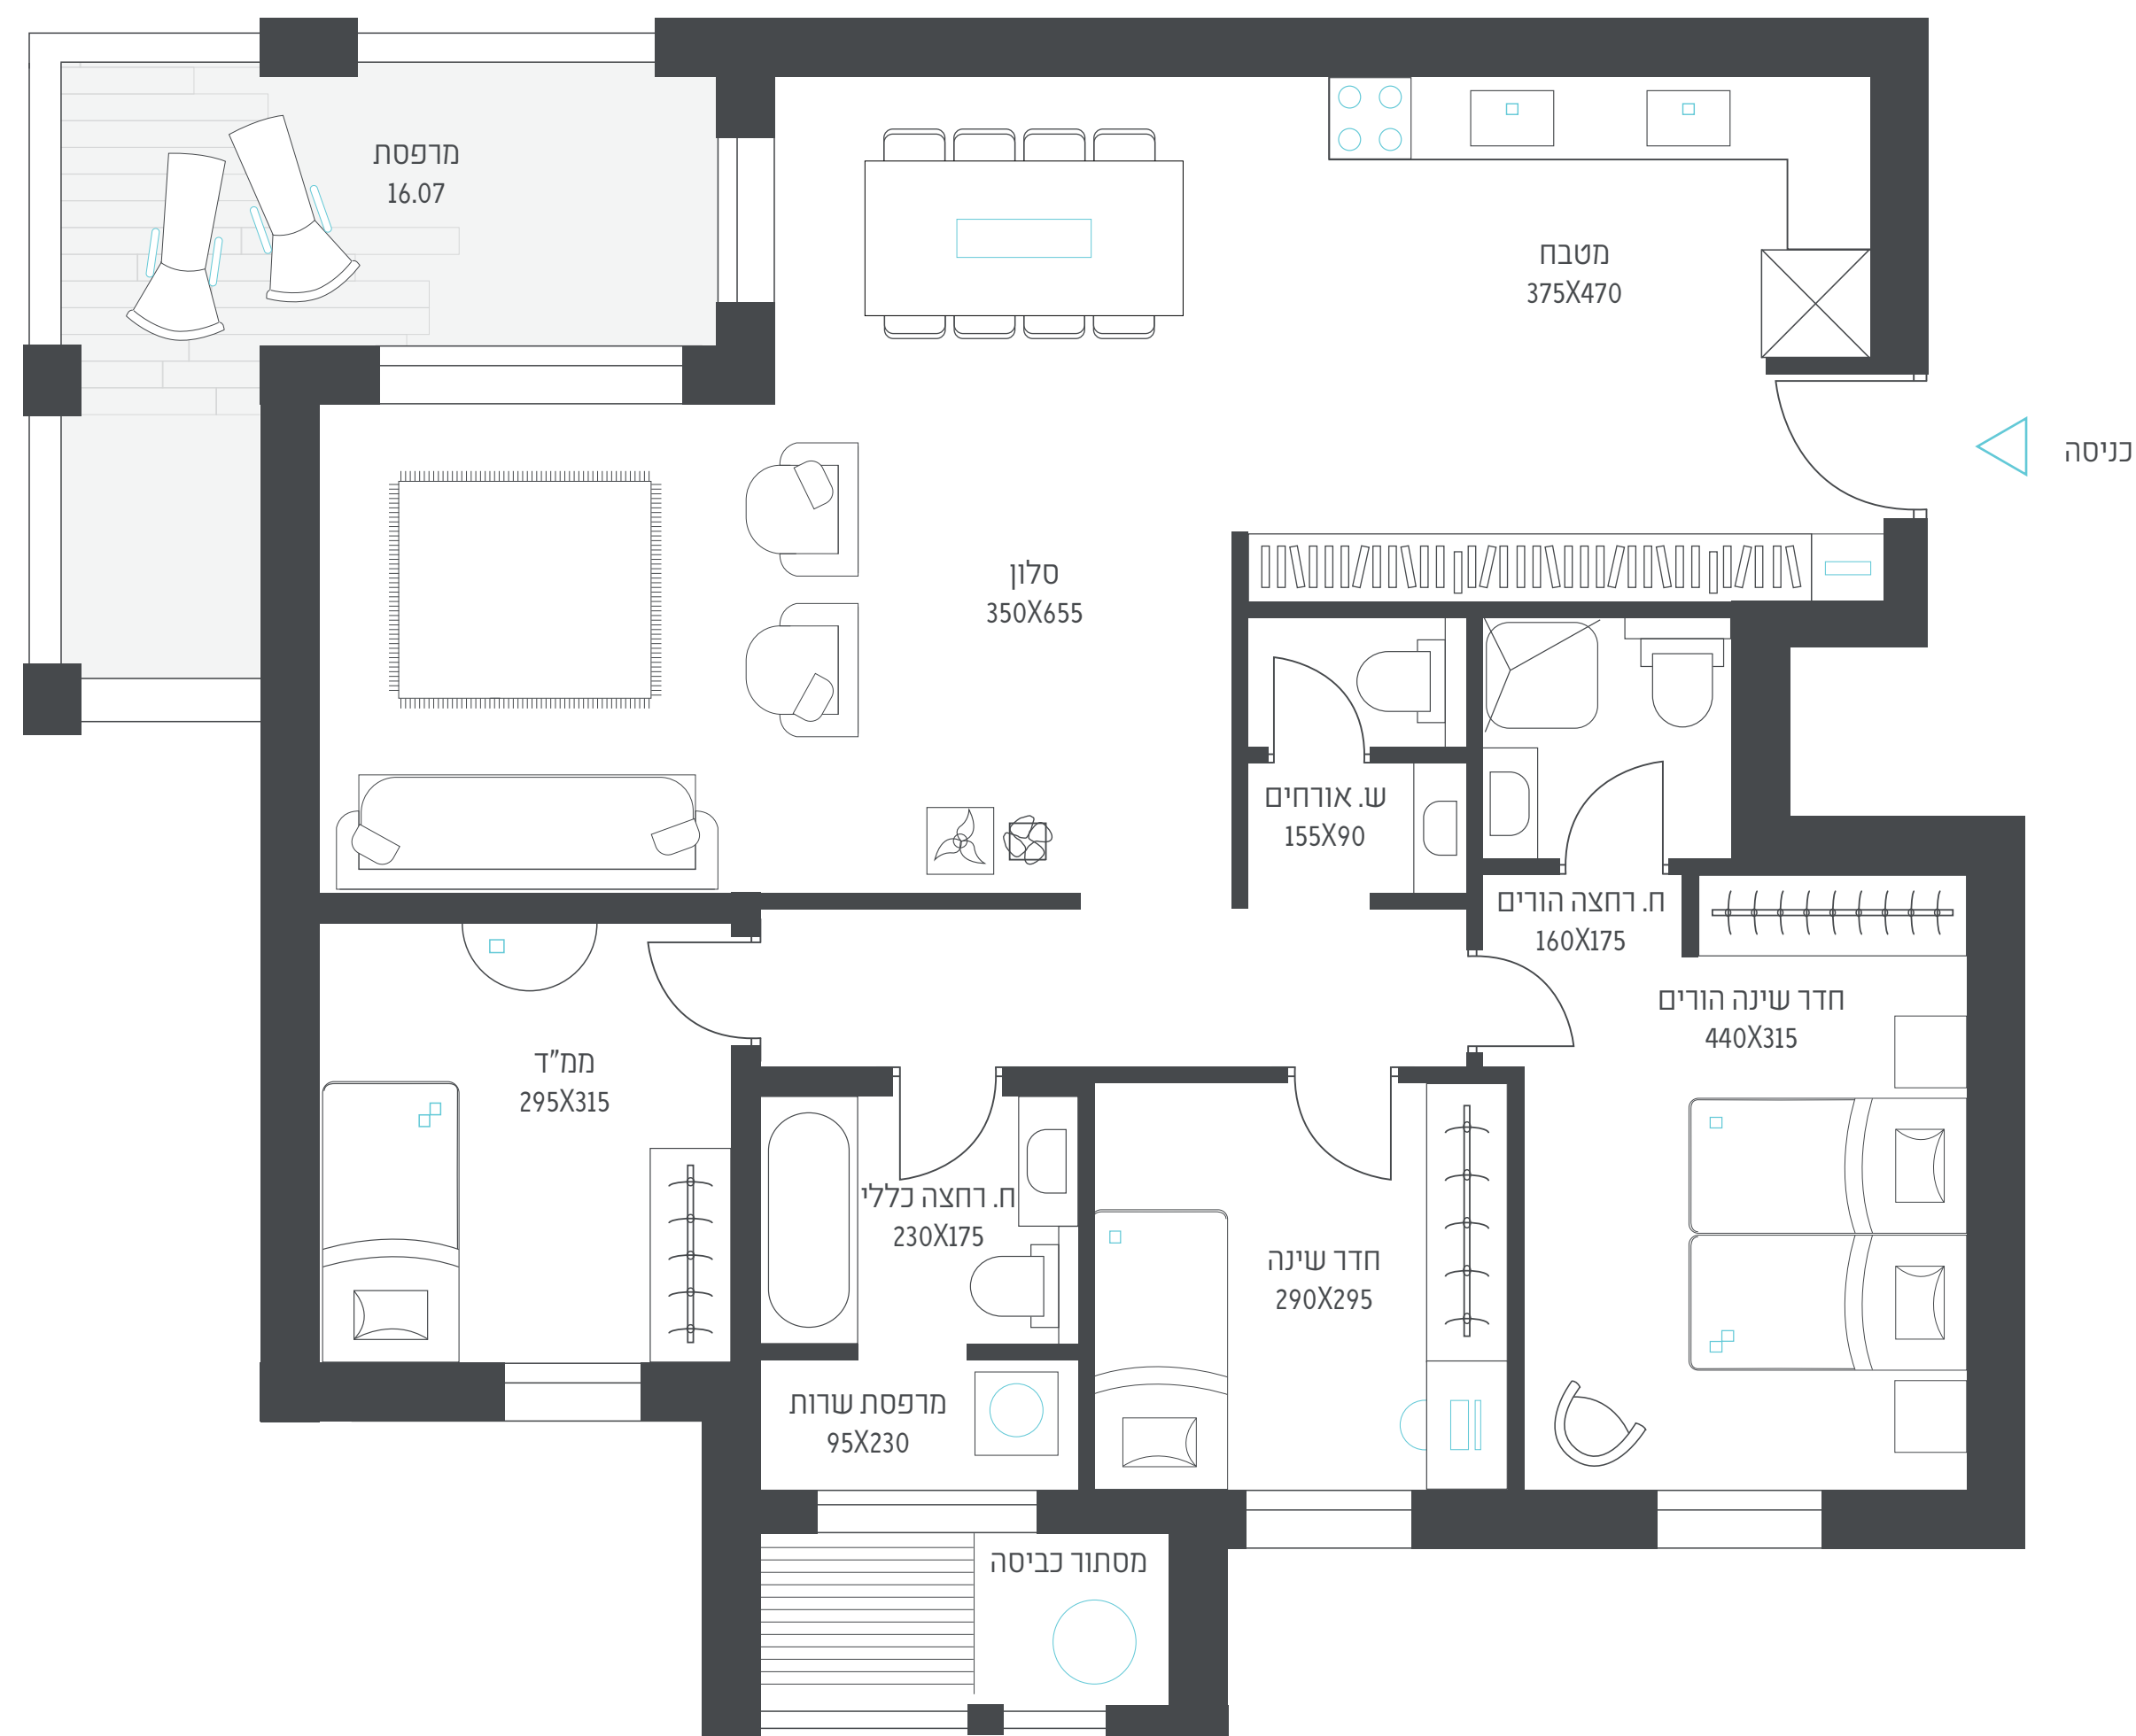 מרפסת
16.07
מטבח
375X470
כניסה
סלון
350X655
ש. אורחים
155X90
ח. רחצה הורים
160X175
חדר שינה הורים
440X315
ממ"ד
295X315
ח. רחצה כללי
230X175
חדר שינה
290X295
מרפסת שרות
95X230
מסתור כביסה